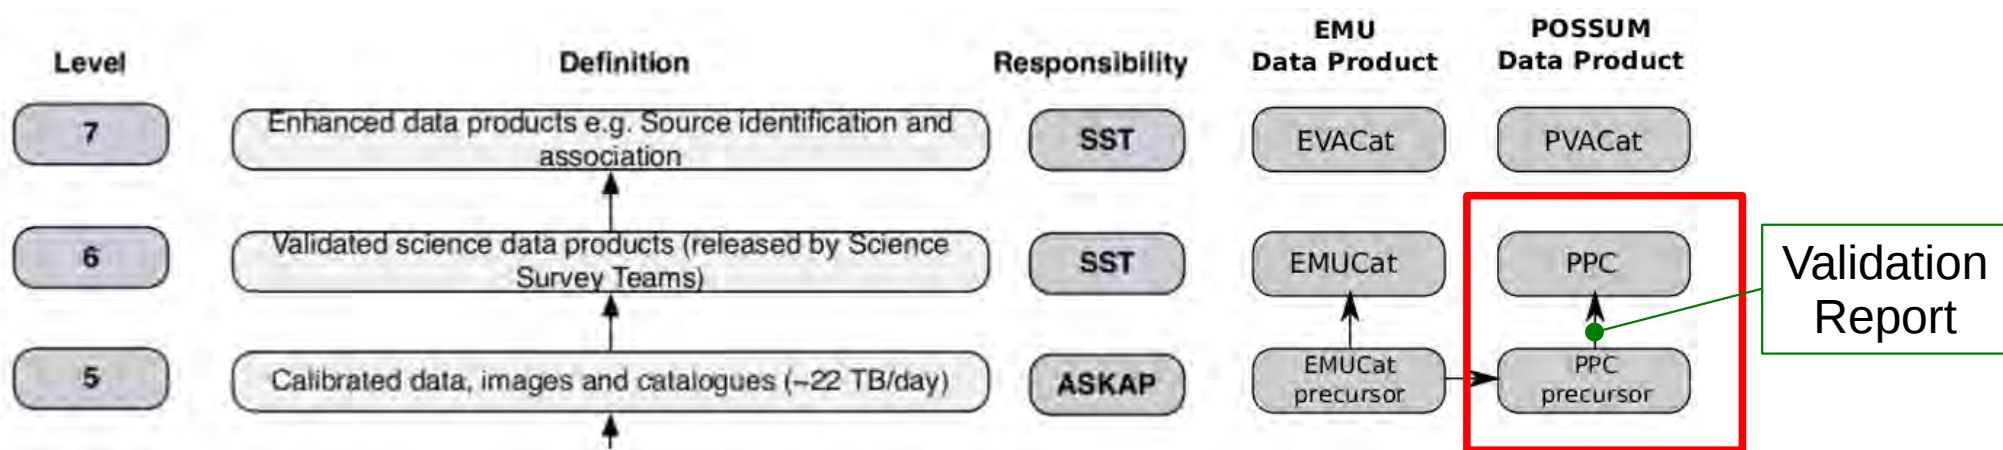 Level
Definition
Responsibility
EMU
Data Product
POSSUM
Data Product
7
Enhanced data products e.g. Source identification and
association
SST
EVACat
PVACat
6
Validated science data products (released by Science
Survey Teams)
SST
EMUCat
PPC
Validation
Report
5
Calibrated data, images and catalogues (~22 TB/day)
ASKAP
EMUCat
precursor
PPC
precursor